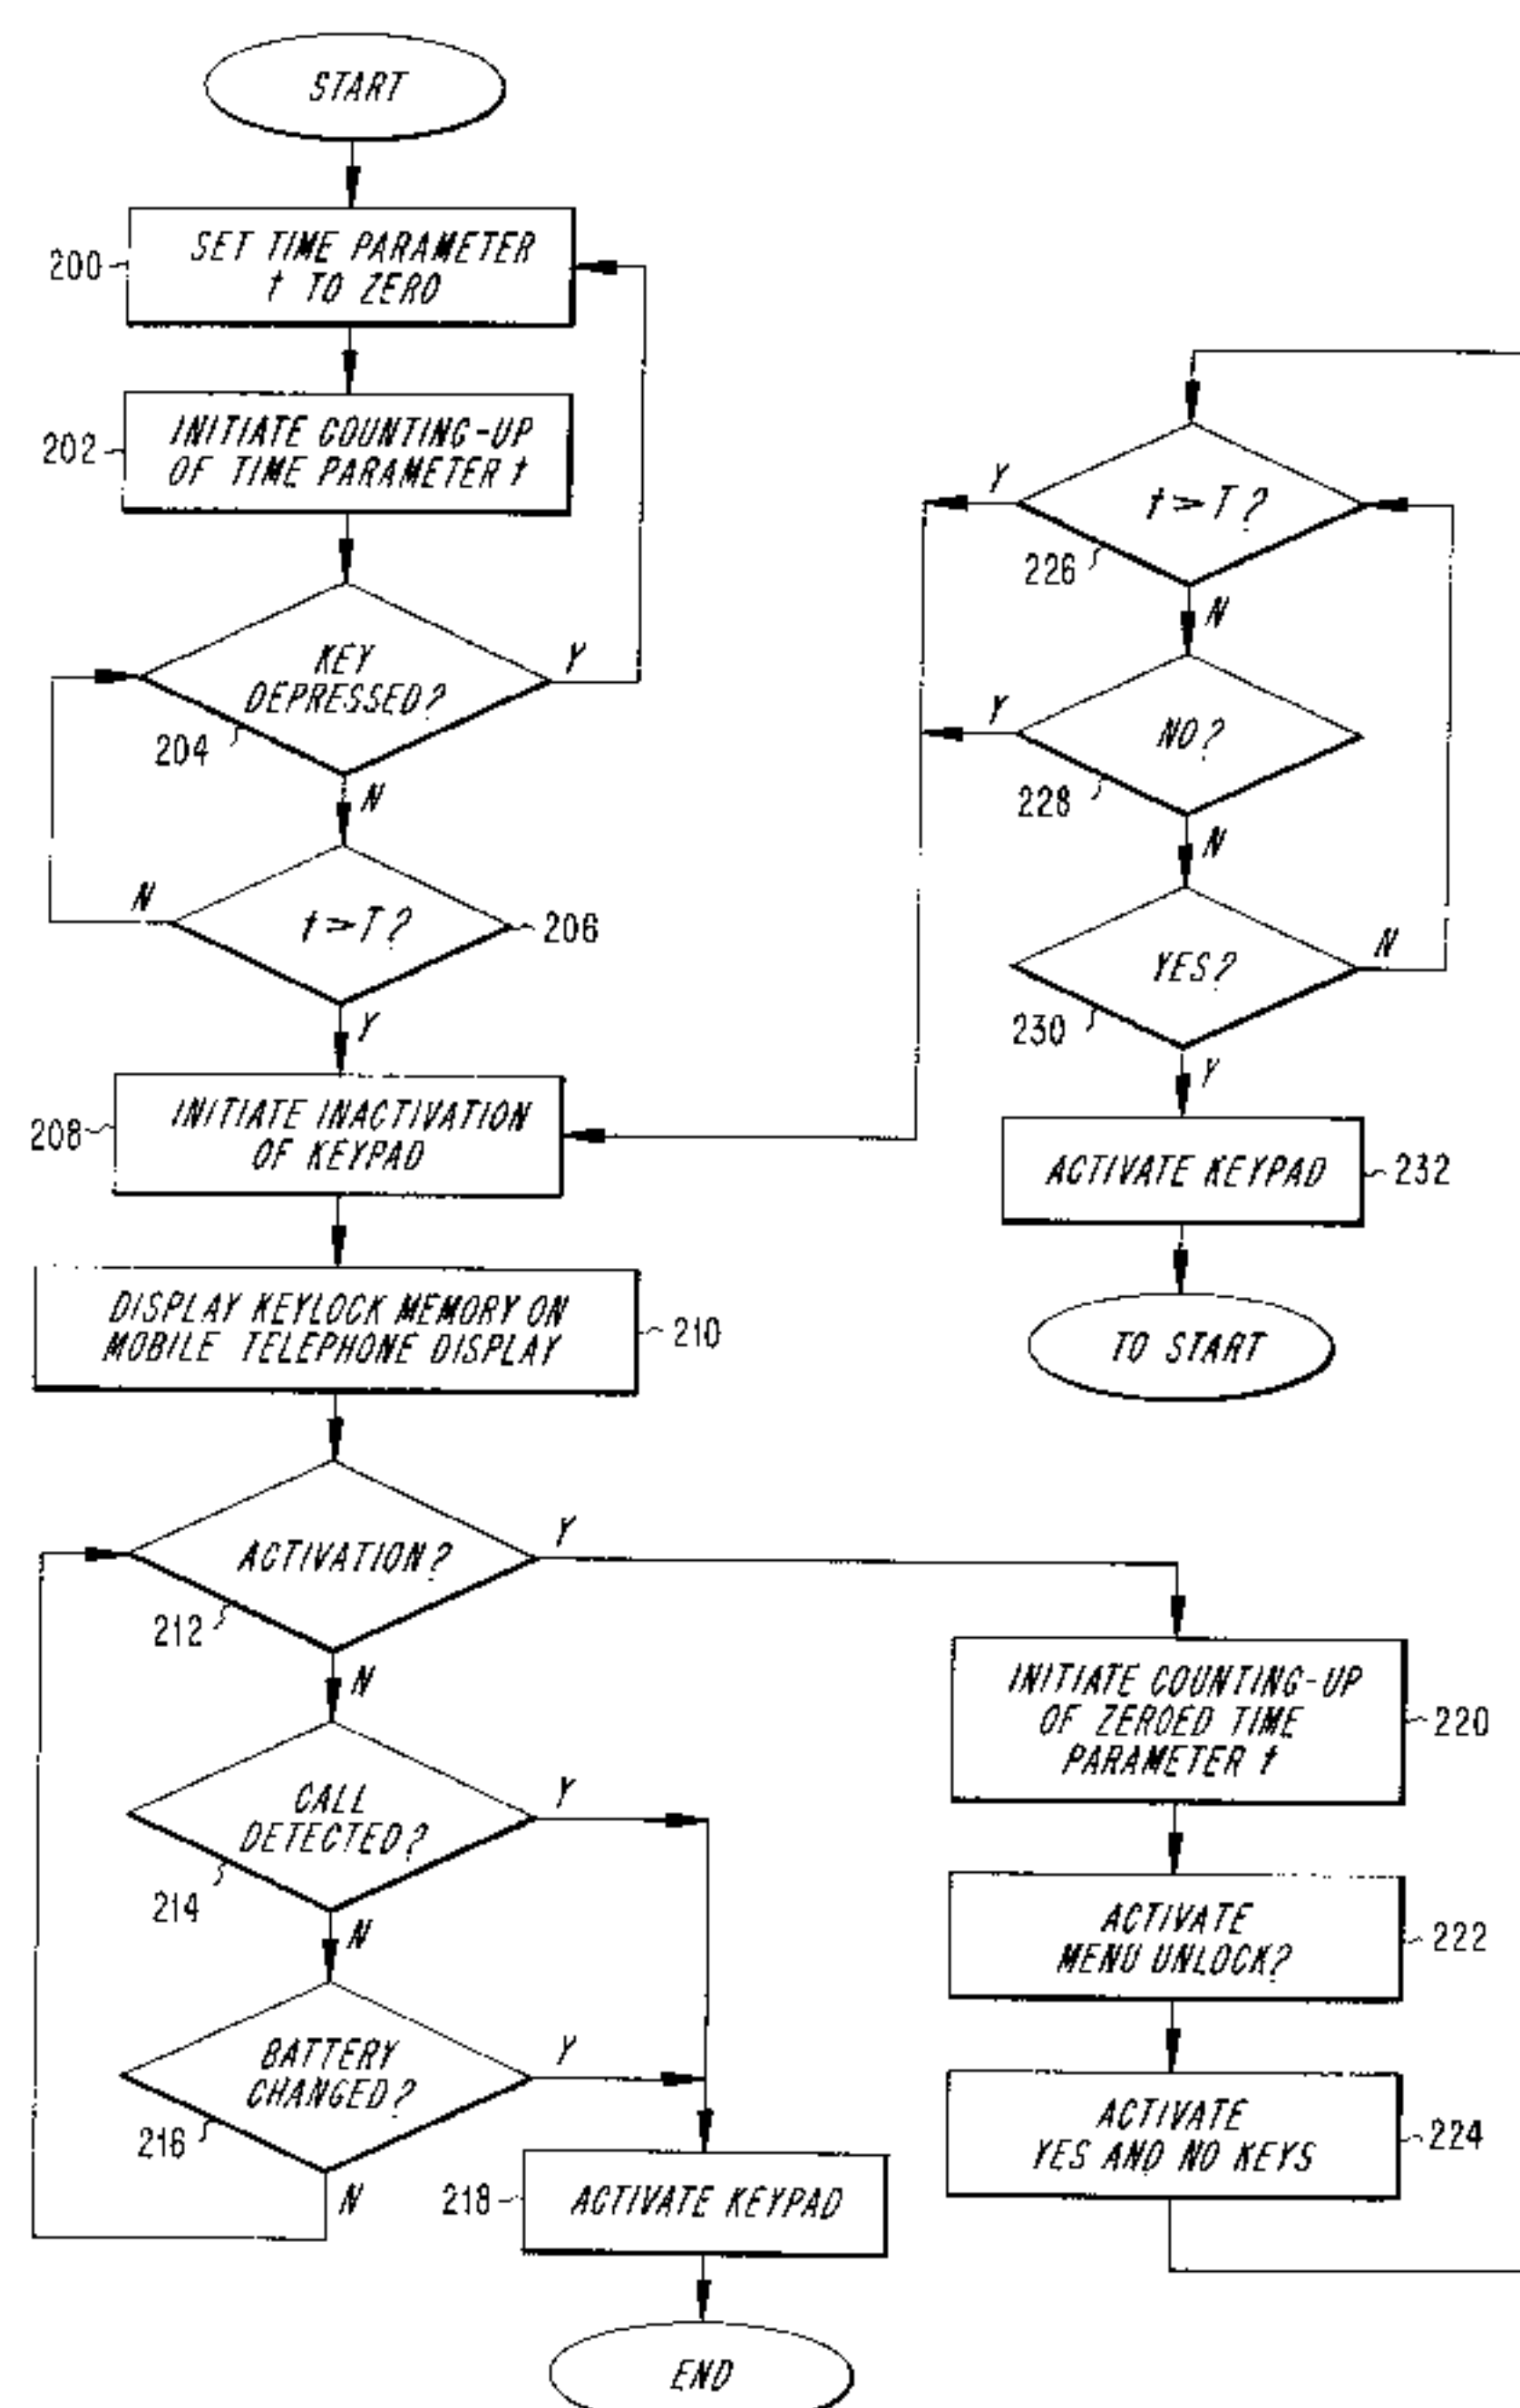 START
200
SET TIME PARAMETER
t TO ZERO
202
INITIATE COUNTING-UP
OF TIME PARAMETER t
KEY
DEPRESSED?
Y
204
N
t > T?
N
206
Y
208
INITIATE INACTIVATION
OF KEYPAD
DISPLAY KEYLOCK MEMORY ON
MOBILE TELEPHONE DISPLAY
210
ACTIVATION?
Y
212
N
CALL
DETECTED?
Y
214
N
BATTERY
CHANGED?
Y
216
N
218
ACTIVATE KEYPAD
END
INITIATE COUNTING-UP
OF ZEROED TIME
PARAMETER t
220
ACTIVATE
MENU UNLOCK?
222
ACTIVATE
YES AND NO KEYS
224
Y
t > T?
226
N
Y
NO?
228
N
YES?
N
230
Y
ACTIVATE KEYPAD
232
TO START